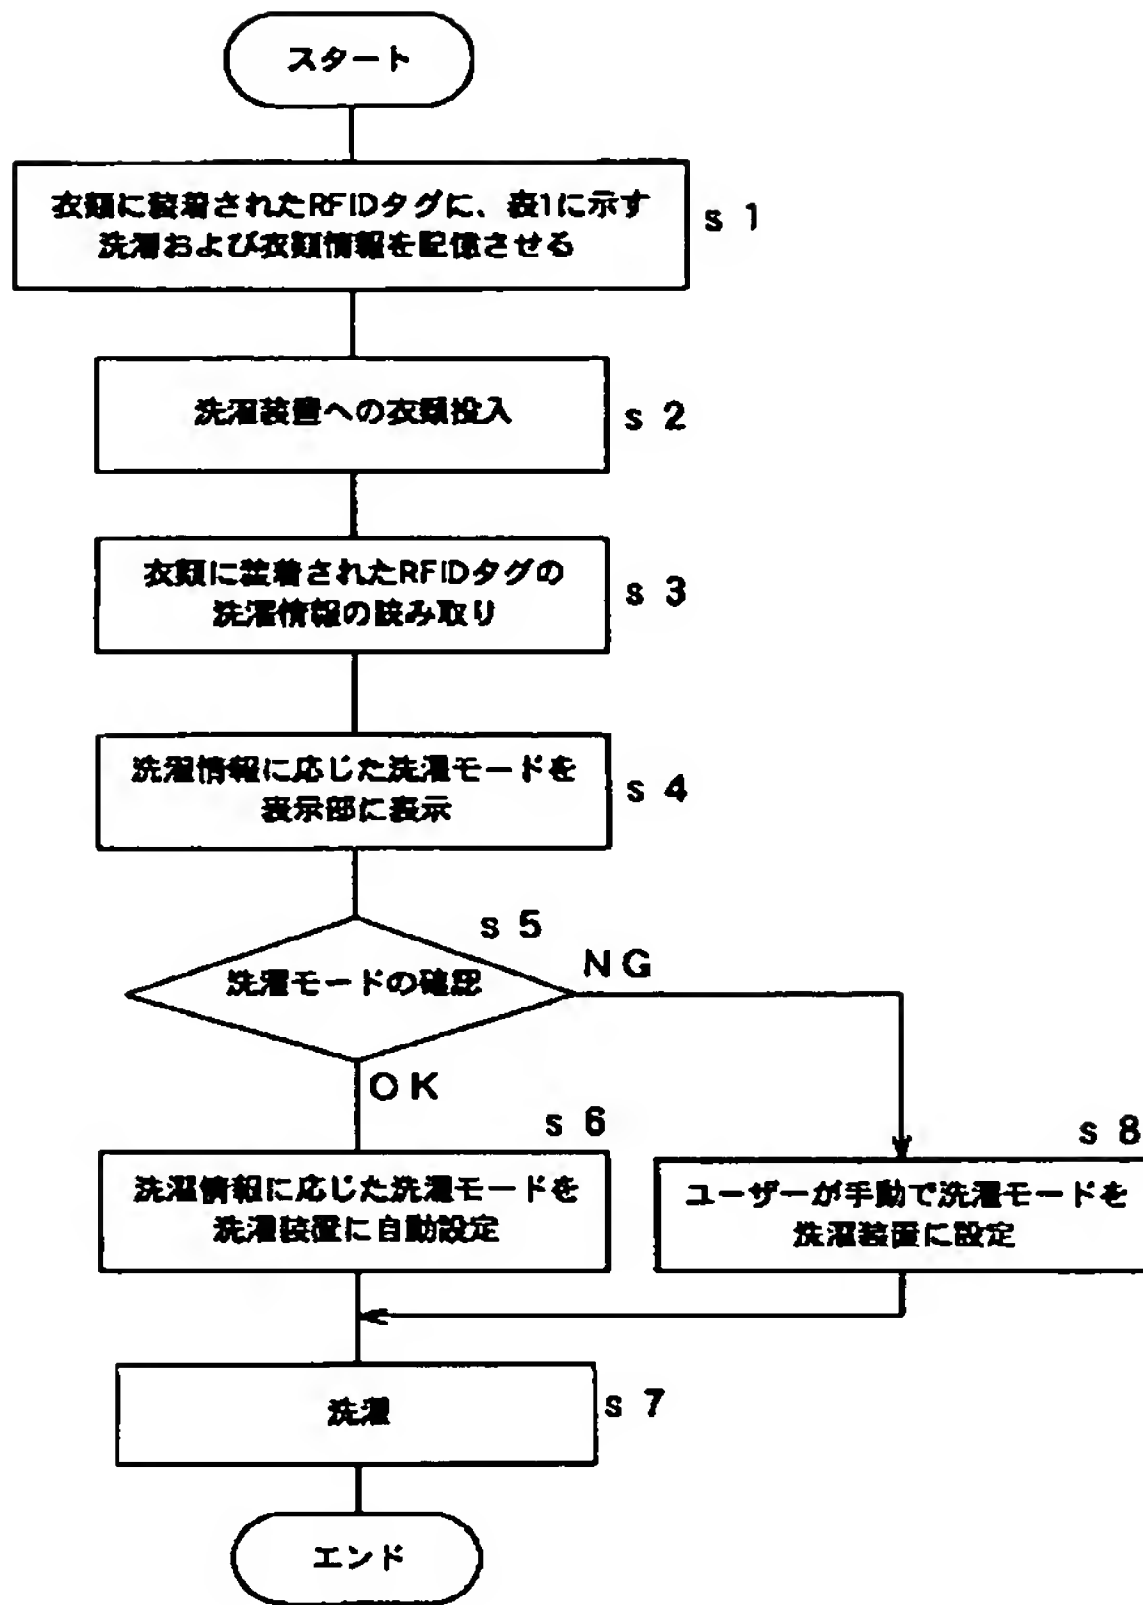 スタート
衣類に装着されたRFIDタグに、表1に示す
洗濯および衣類情報を記憶させる
s 1
洗濯装置への衣類投入
s 2
衣類に装着されたRFIDタグの
洗濯情報の読み取り
s 3
洗濯情報に応じた洗濯モードを
表示部に表示
s 4
s 5
洗濯モードの確認
NG
OK
s 6
洗濯情報に応じた洗濯モードを
洗濯装置に自動設定
s 8
ユーザーが手動で洗濯モードを
洗濯装置に設定
洗濯
s 7
エンド